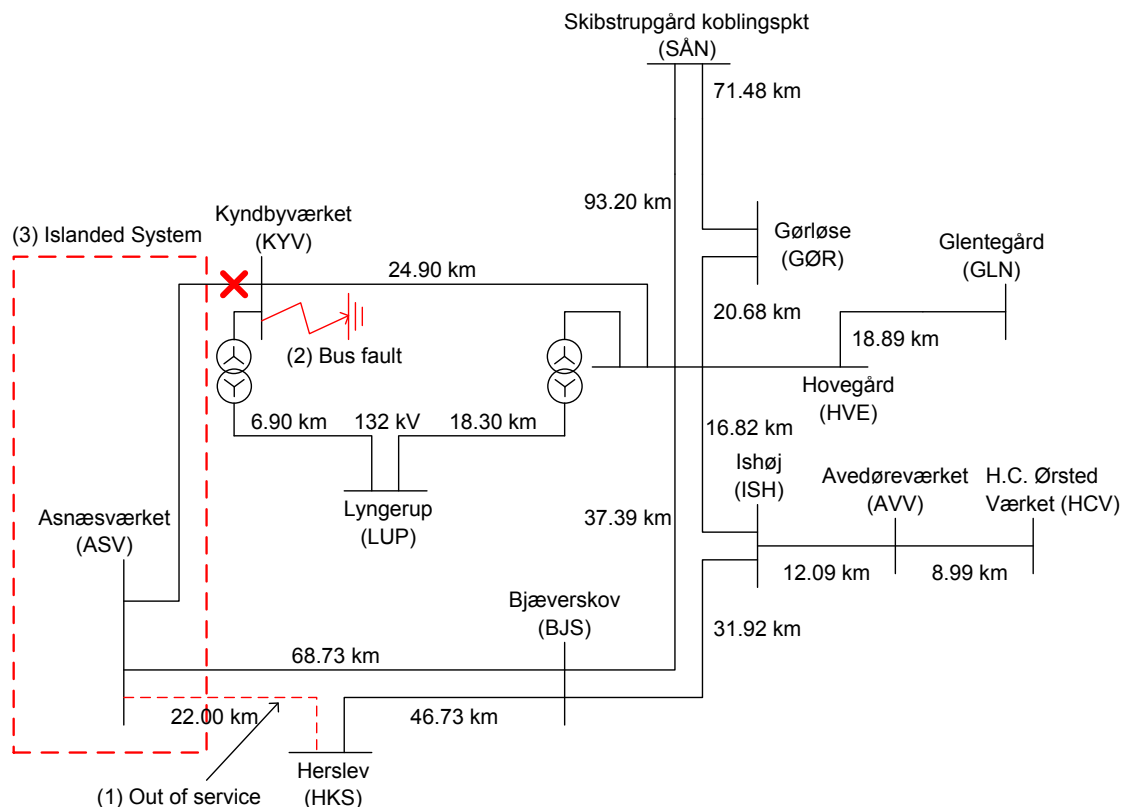 Skibstrupgård koblingspkt
(SÅN)
71.48 km
93.20 km
Kyndbyværket
(KYV)
(3) Islanded System
24.90 km
Gørløse
(GØR)
Glentegård
(GLN)
20.68 km
18.89 km
(2) Bus fault
Hovegård
(HVE)
6.90 km
132 kV
18.30 km
16.82 km
Lyngerup
(LUP)
Ishøj
(ISH)
Avedøreværket
(AVV)
H.C. Ørsted
Værket (HCV)
Asnæsværket
(ASV)
37.39 km
12.09 km
8.99 km
Bjæverskov
(BJS)
31.92 km
68.73 km
22.00 km
46.73 km
Herslev
(HKS)
(1) Out of service